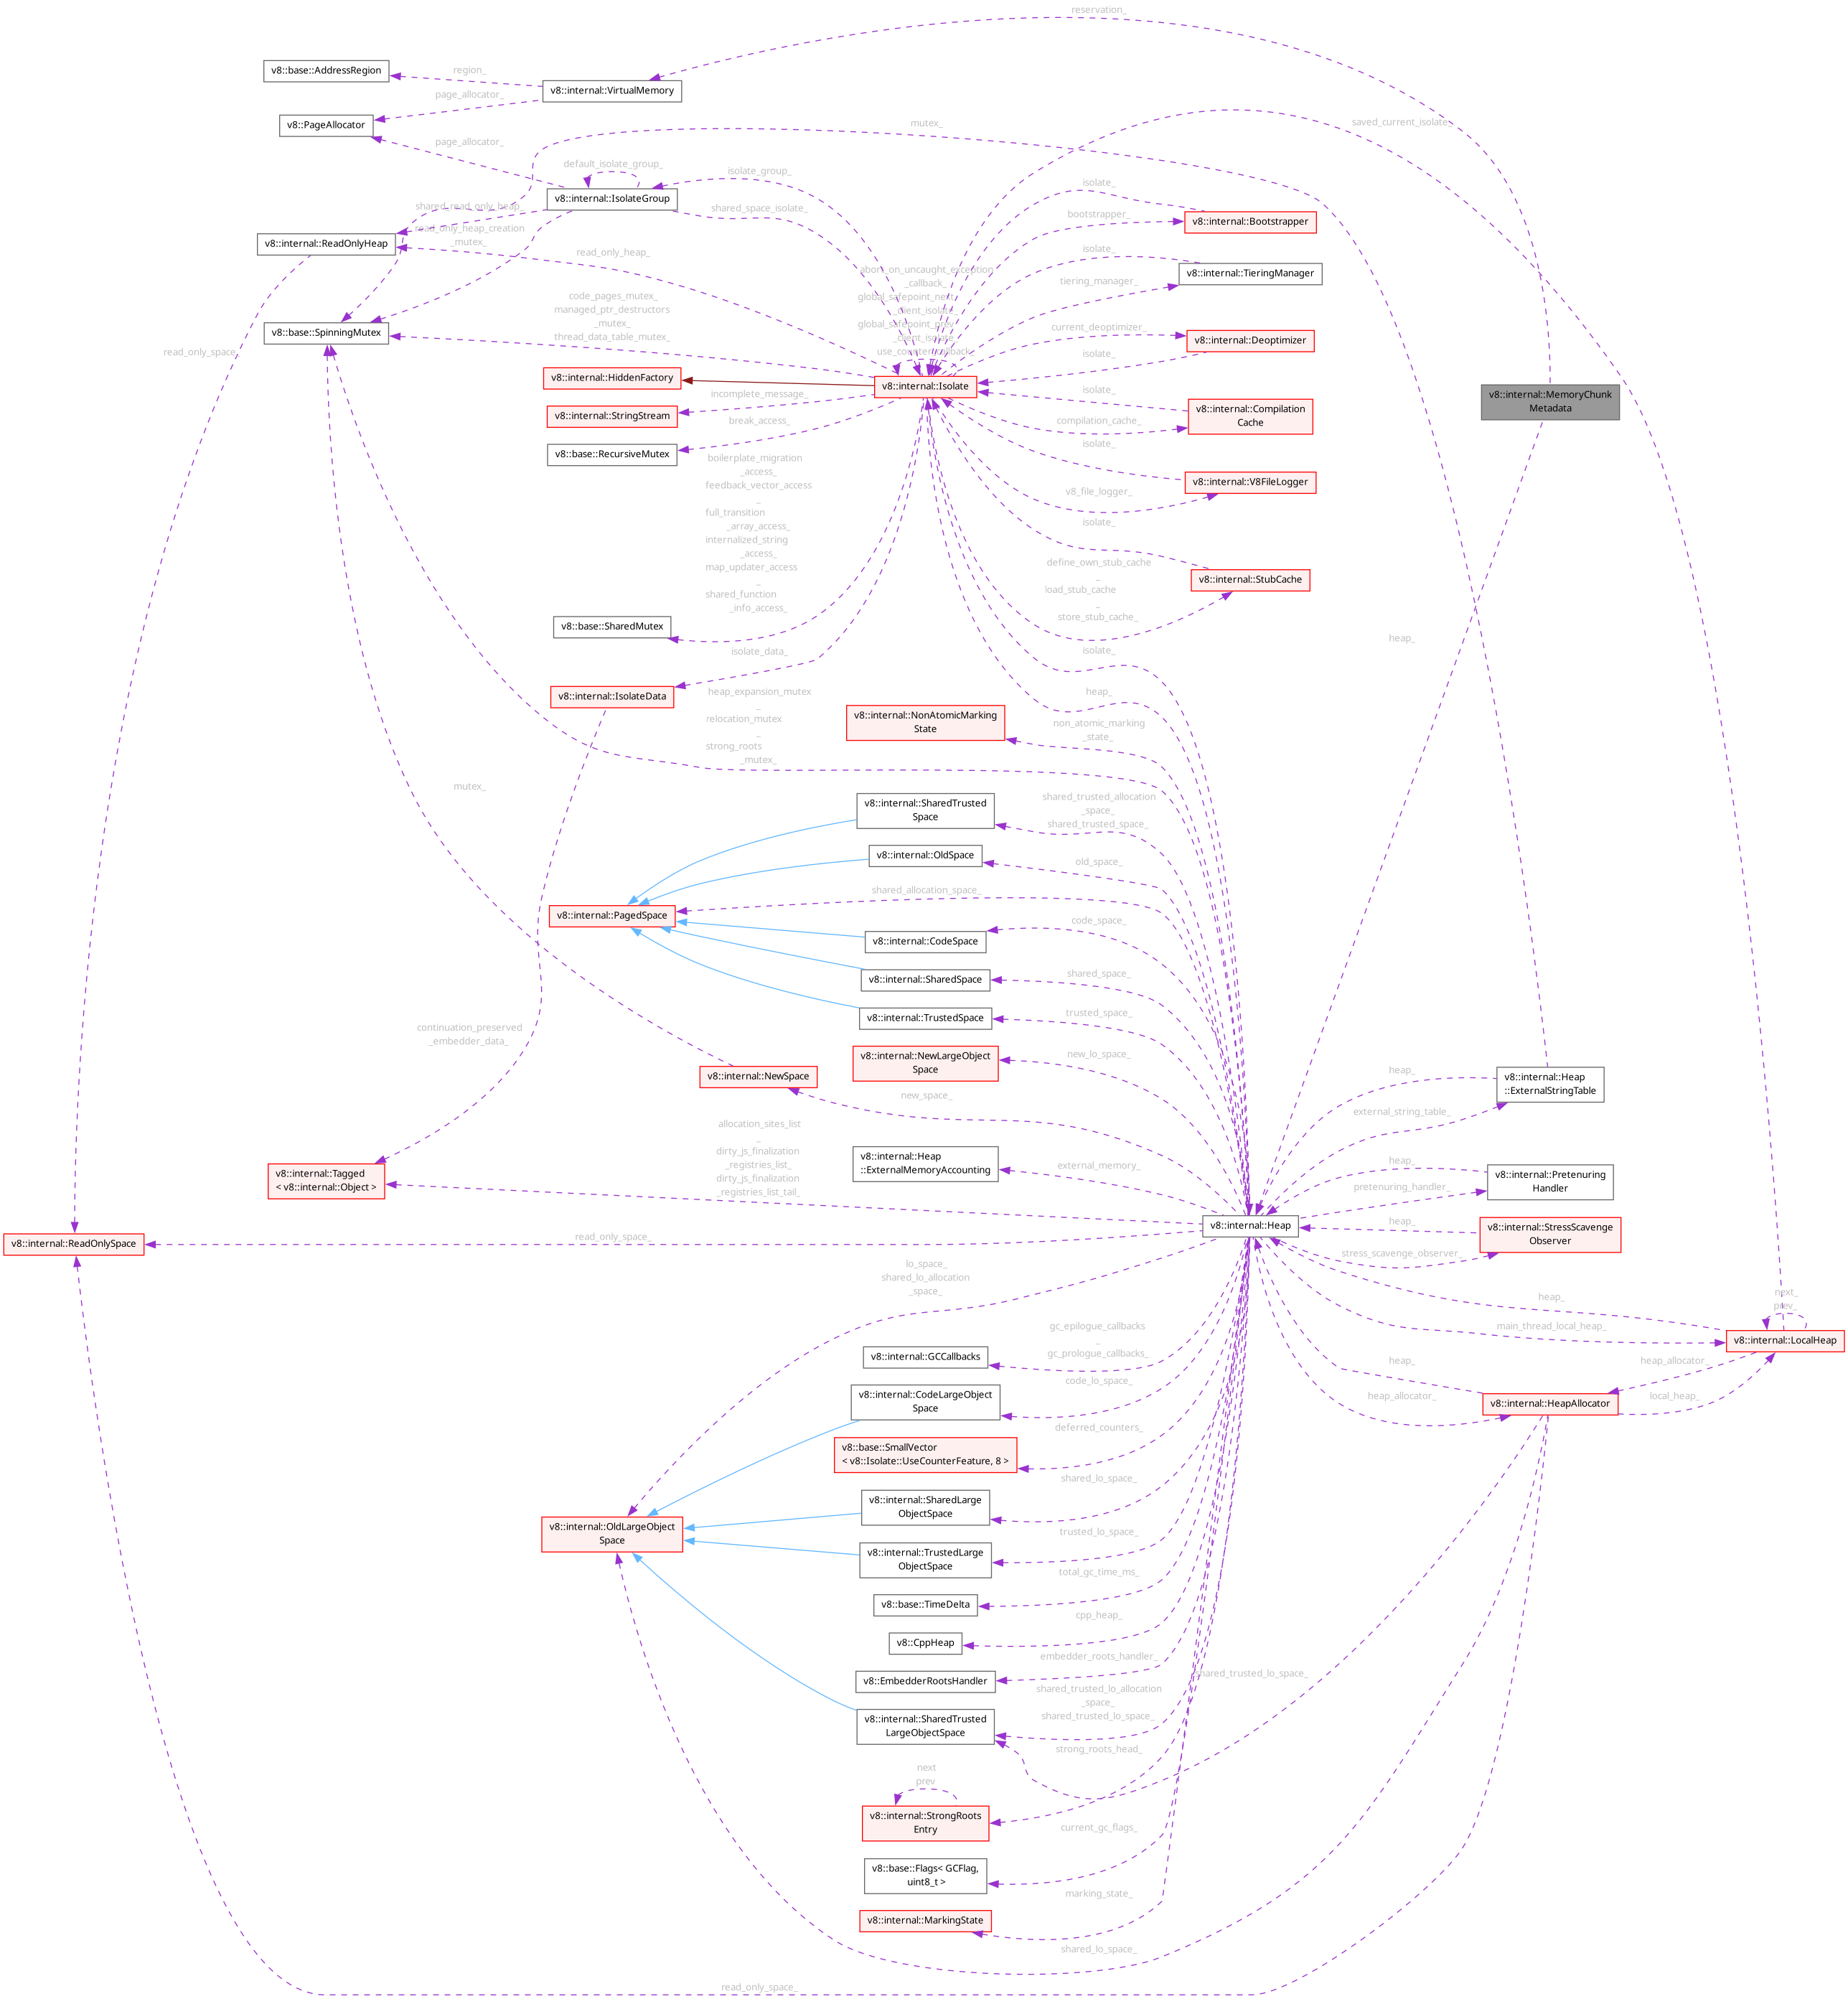 reservation_
v8::base::AddressRegion
region_
v8::internal::VirtualMemory
page_allocator_
v8::PageAllocator
mutex_
saved_current_isolate_
page_allocator_
default_isolate_group_
isolate_group_
isolate_
v8::internal::IsolateGroup
shared_read_only_heap_
shared_space_isolate_
bootstrapper_
v8::internal::Bootstrapper
read_only_heap_creation
_mutex_
v8::internal::ReadOnlyHeap
read_only_heap_
isolate_
v8::internal::TieringManager
tiering_manager_
abort_on_uncaught_exception
_callback_
global_safepoint_next
_client_isolate_
global_safepoint_prev
_client_isolate_
use_counter_callback_
code_pages_mutex_
managed_ptr_destructors
_mutex_
thread_data_table_mutex_
v8::base::SpinningMutex
current_deoptimizer_
v8::internal::Deoptimizer
read_only_space_
isolate_
v8::internal::HiddenFactory
v8::internal::Isolate
incomplete_message_
v8::internal::StringStream
isolate_
v8::internal::Compilation
Cache
compilation_cache_
v8::internal::MemoryChunk
Metadata
break_access_
v8::base::RecursiveMutex
isolate_
boilerplate_migration
_access_
feedback_vector_access
_
full_transition
_array_access_
internalized_string
_access_
map_updater_access
_
shared_function
_info_access_
v8::internal::V8FileLogger
v8_file_logger_
isolate_
define_own_stub_cache
_
load_stub_cache
_
store_stub_cache_
v8::internal::StubCache
v8::base::SharedMutex
heap_
isolate_data_
isolate_
v8::internal::IsolateData
heap_
heap_expansion_mutex
_
relocation_mutex
_
strong_roots
_mutex_
v8::internal::NonAtomicMarking
State
non_atomic_marking
_state_
mutex_
v8::internal::SharedTrusted
Space
shared_trusted_allocation
_space_
shared_trusted_space_
v8::internal::OldSpace
old_space_
v8::internal::PagedSpace
shared_allocation_space_
v8::internal::CodeSpace
code_space_
v8::internal::SharedSpace
shared_space_
v8::internal::TrustedSpace
trusted_space_
continuation_preserved
_embedder_data_
v8::internal::NewLargeObject
Space
new_lo_space_
v8::internal::NewSpace
new_space_
heap_
v8::internal::Heap
::ExternalStringTable
external_string_table_
allocation_sites_list
_
dirty_js_finalization
_registries_list_
dirty_js_finalization
_registries_list_tail_
v8::internal::Heap
::ExternalMemoryAccounting
external_memory_
v8::internal::Tagged
< v8::internal::Object >
heap_
v8::internal::Pretenuring
Handler
pretenuring_handler_
v8::internal::Heap
heap_
v8::internal::StressScavenge
Observer
stress_scavenge_observer_
v8::internal::ReadOnlySpace
read_only_space_
lo_space_
shared_lo_allocation
_space_
heap_
next_
prev_
main_thread_local_heap_
v8::internal::LocalHeap
gc_epilogue_callbacks
_
gc_prologue_callbacks_
v8::internal::GCCallbacks
heap_
heap_allocator_
v8::internal::CodeLargeObject
Space
code_lo_space_
heap_allocator_
local_heap_
v8::internal::HeapAllocator
v8::base::SmallVector
< v8::Isolate::UseCounterFeature, 8 >
deferred_counters_
v8::internal::SharedLarge
ObjectSpace
shared_lo_space_
v8::internal::OldLargeObject
Space
v8::internal::TrustedLarge
ObjectSpace
trusted_lo_space_
v8::base::TimeDelta
total_gc_time_ms_
v8::CppHeap
cpp_heap_
v8::EmbedderRootsHandler
embedder_roots_handler_
shared_trusted_lo_space_
v8::internal::SharedTrusted
LargeObjectSpace
shared_trusted_lo_allocation
_space_
shared_trusted_lo_space_
strong_roots_head_
next
prev
v8::internal::StrongRoots
Entry
current_gc_flags_
v8::base::Flags< GCFlag,
uint8_t >
marking_state_
v8::internal::MarkingState
shared_lo_space_
read_only_space_